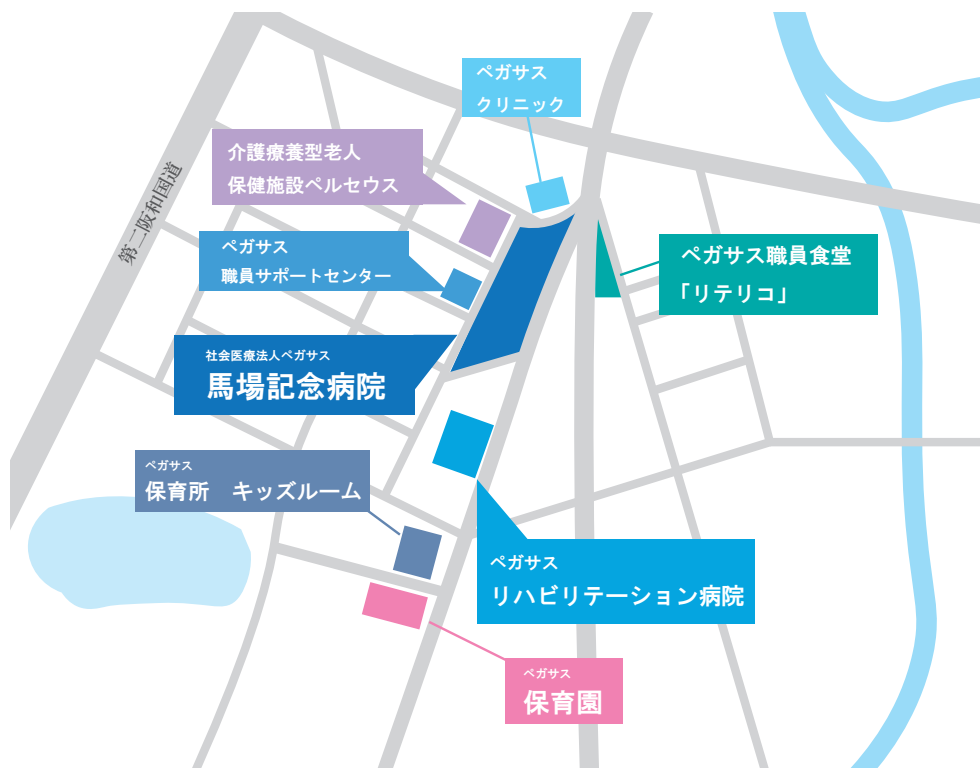 ペガサス
クリニック
介護療養型老人
保健施設ペルセウス
第二阪和国道
ペガサス
職員サポートセンター
ペガサス職員食堂
「リテリコ」
社会医療法人ペガサス
馬場記念病院
ペガサス
保育所　キッズルーム
ペガサス
リハビリテーション病院
ペガサス
保育園